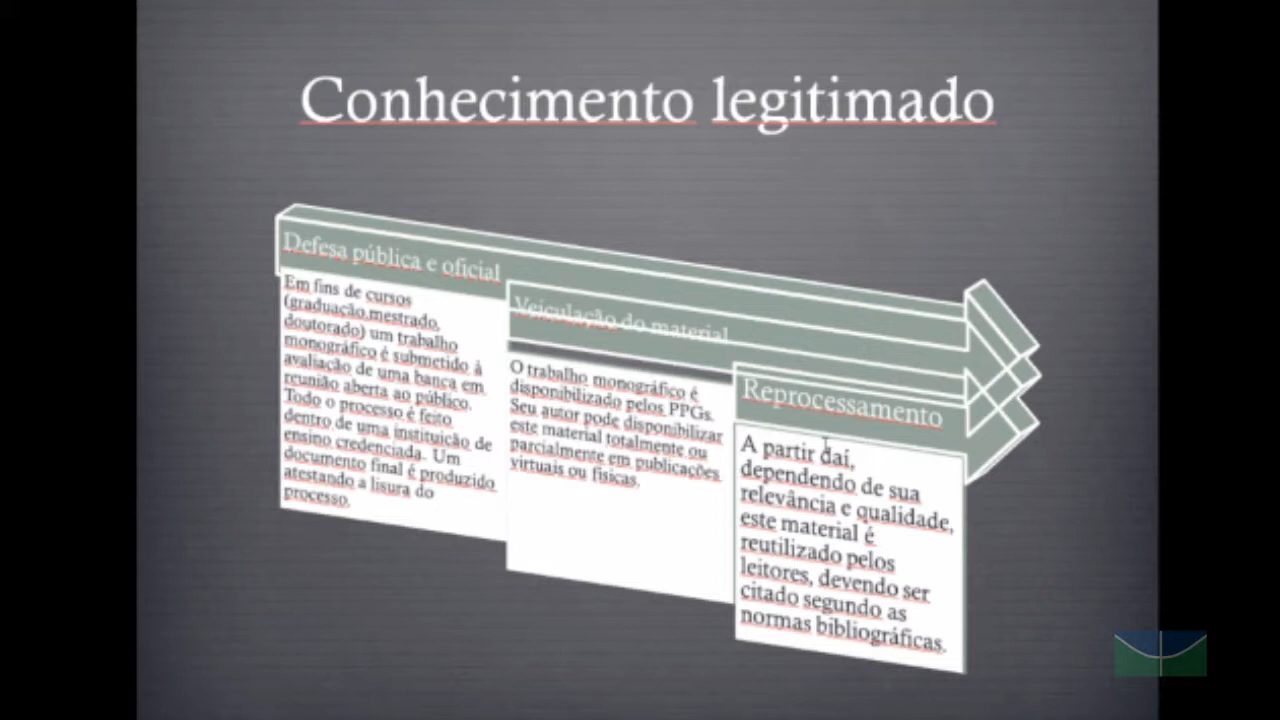 Conhecimento legitimado
Defesa pública e oficial
Em fins de cursos
(graduação,mestrado,
doutorado) um trabalho
monográfico é submetido à
avaliação de uma banca em
reunião aberta ao público.
Todo o processo é feito
dentro de uma instituição de
ensino credenciada. Um
documento final é produzido
atestando a lisura do
processo.
Veiculação do material
O trabalho monográfico é
disponibilizado pelos PPGs.
Seu autor pode disponibilizar
este material totalmente ou
parcialmente em publicações
virtuais ou físicas.
Reprocessamento
A partir daí,
dependendo de sua
relevância e qualidade,
este material é
reutilizado pelos
leitores, devendo ser
citado segundo as
normas bibliográficas.